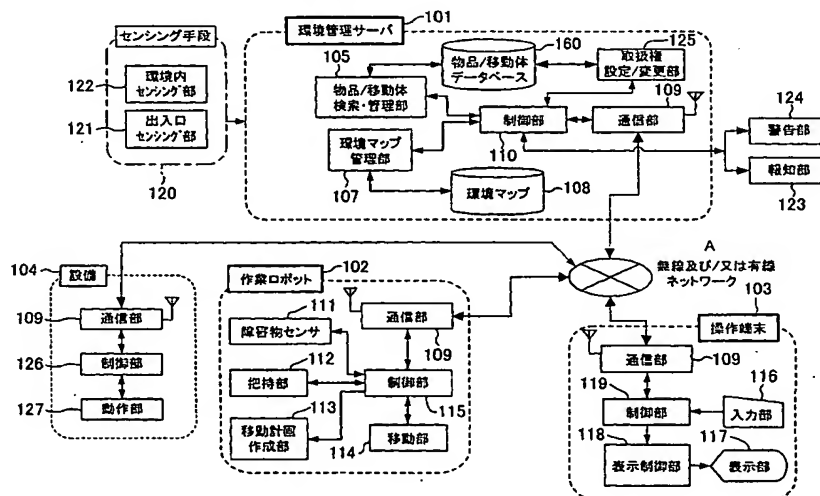 センシング手段
122
環境内
センシング部
121
出入口
センシング部
120
環境管理サーバ
101
105
物品/移動体
検索・管理部
160
物品/移動体
データベース
125
取扱権
設定/変更部
109
制御部
110
通信部
環境マップ
管理部
107
環境マップ
108
124
警告部
報知部
123
104
設備
109
通信部
126
制御部
127
動作部
作業ロボット
102
111
障害物センサ
通信部
109
112
把持部
制御部
115
113
移動計画
作成部
114
移動部
A
無線及び/又は有線
ネットワーク
103
操作端末
通信部
109
119
制御部
116
入力部
118
表示制御部
117
表示部